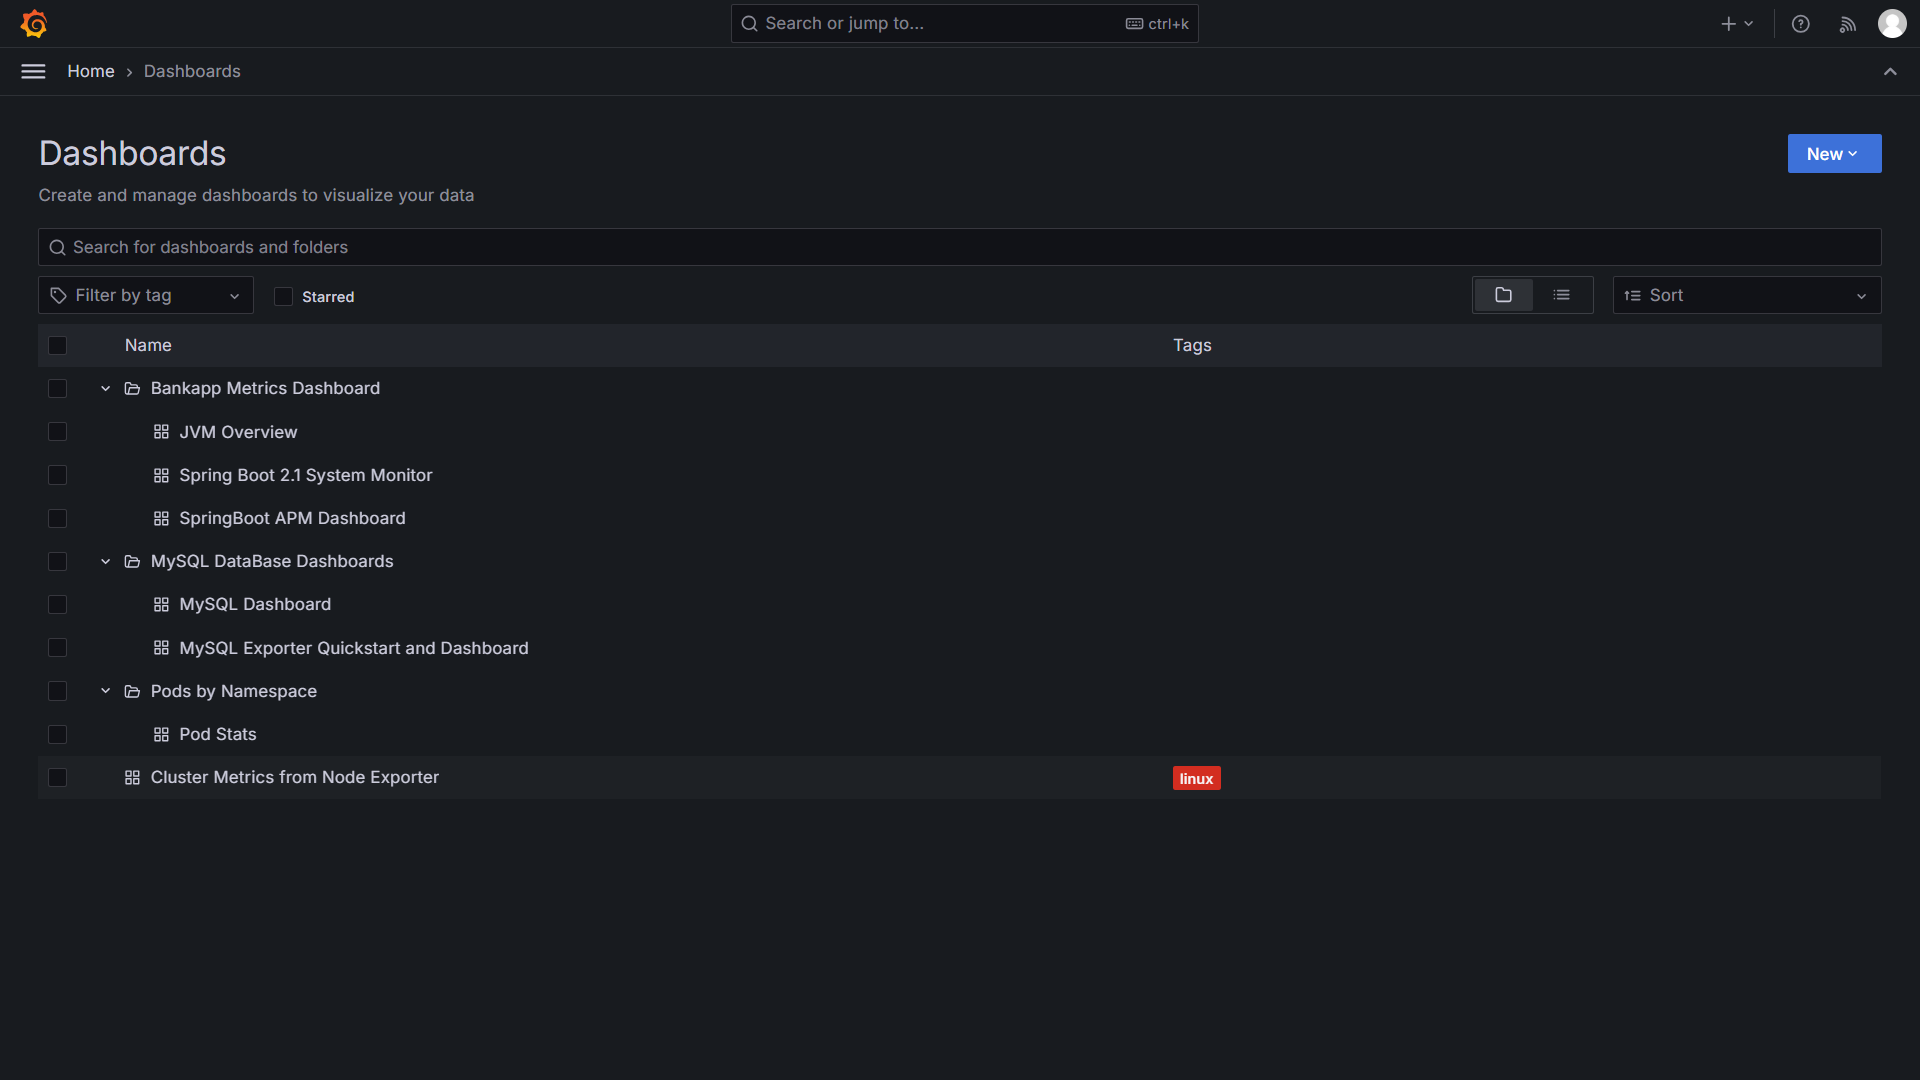 Search or jump to...
ctrl+k
Home
Dashboards
Dashboards
New
Create and manage dashboards to visualize your data
Search for dashboards and folders
Filter by tag
Starred
Sort
Name
Tags
Bankapp Metrics Dashboard
JVM Overview
Spring Boot 2.1 System Monitor
SpringBoot APM Dashboard
MySQL DataBase Dashboards
MySQL Dashboard
MySQL Exporter Quickstart and Dashboard
Pods by Namespace
Pod Stats
Cluster Metrics from Node Exporter
linux